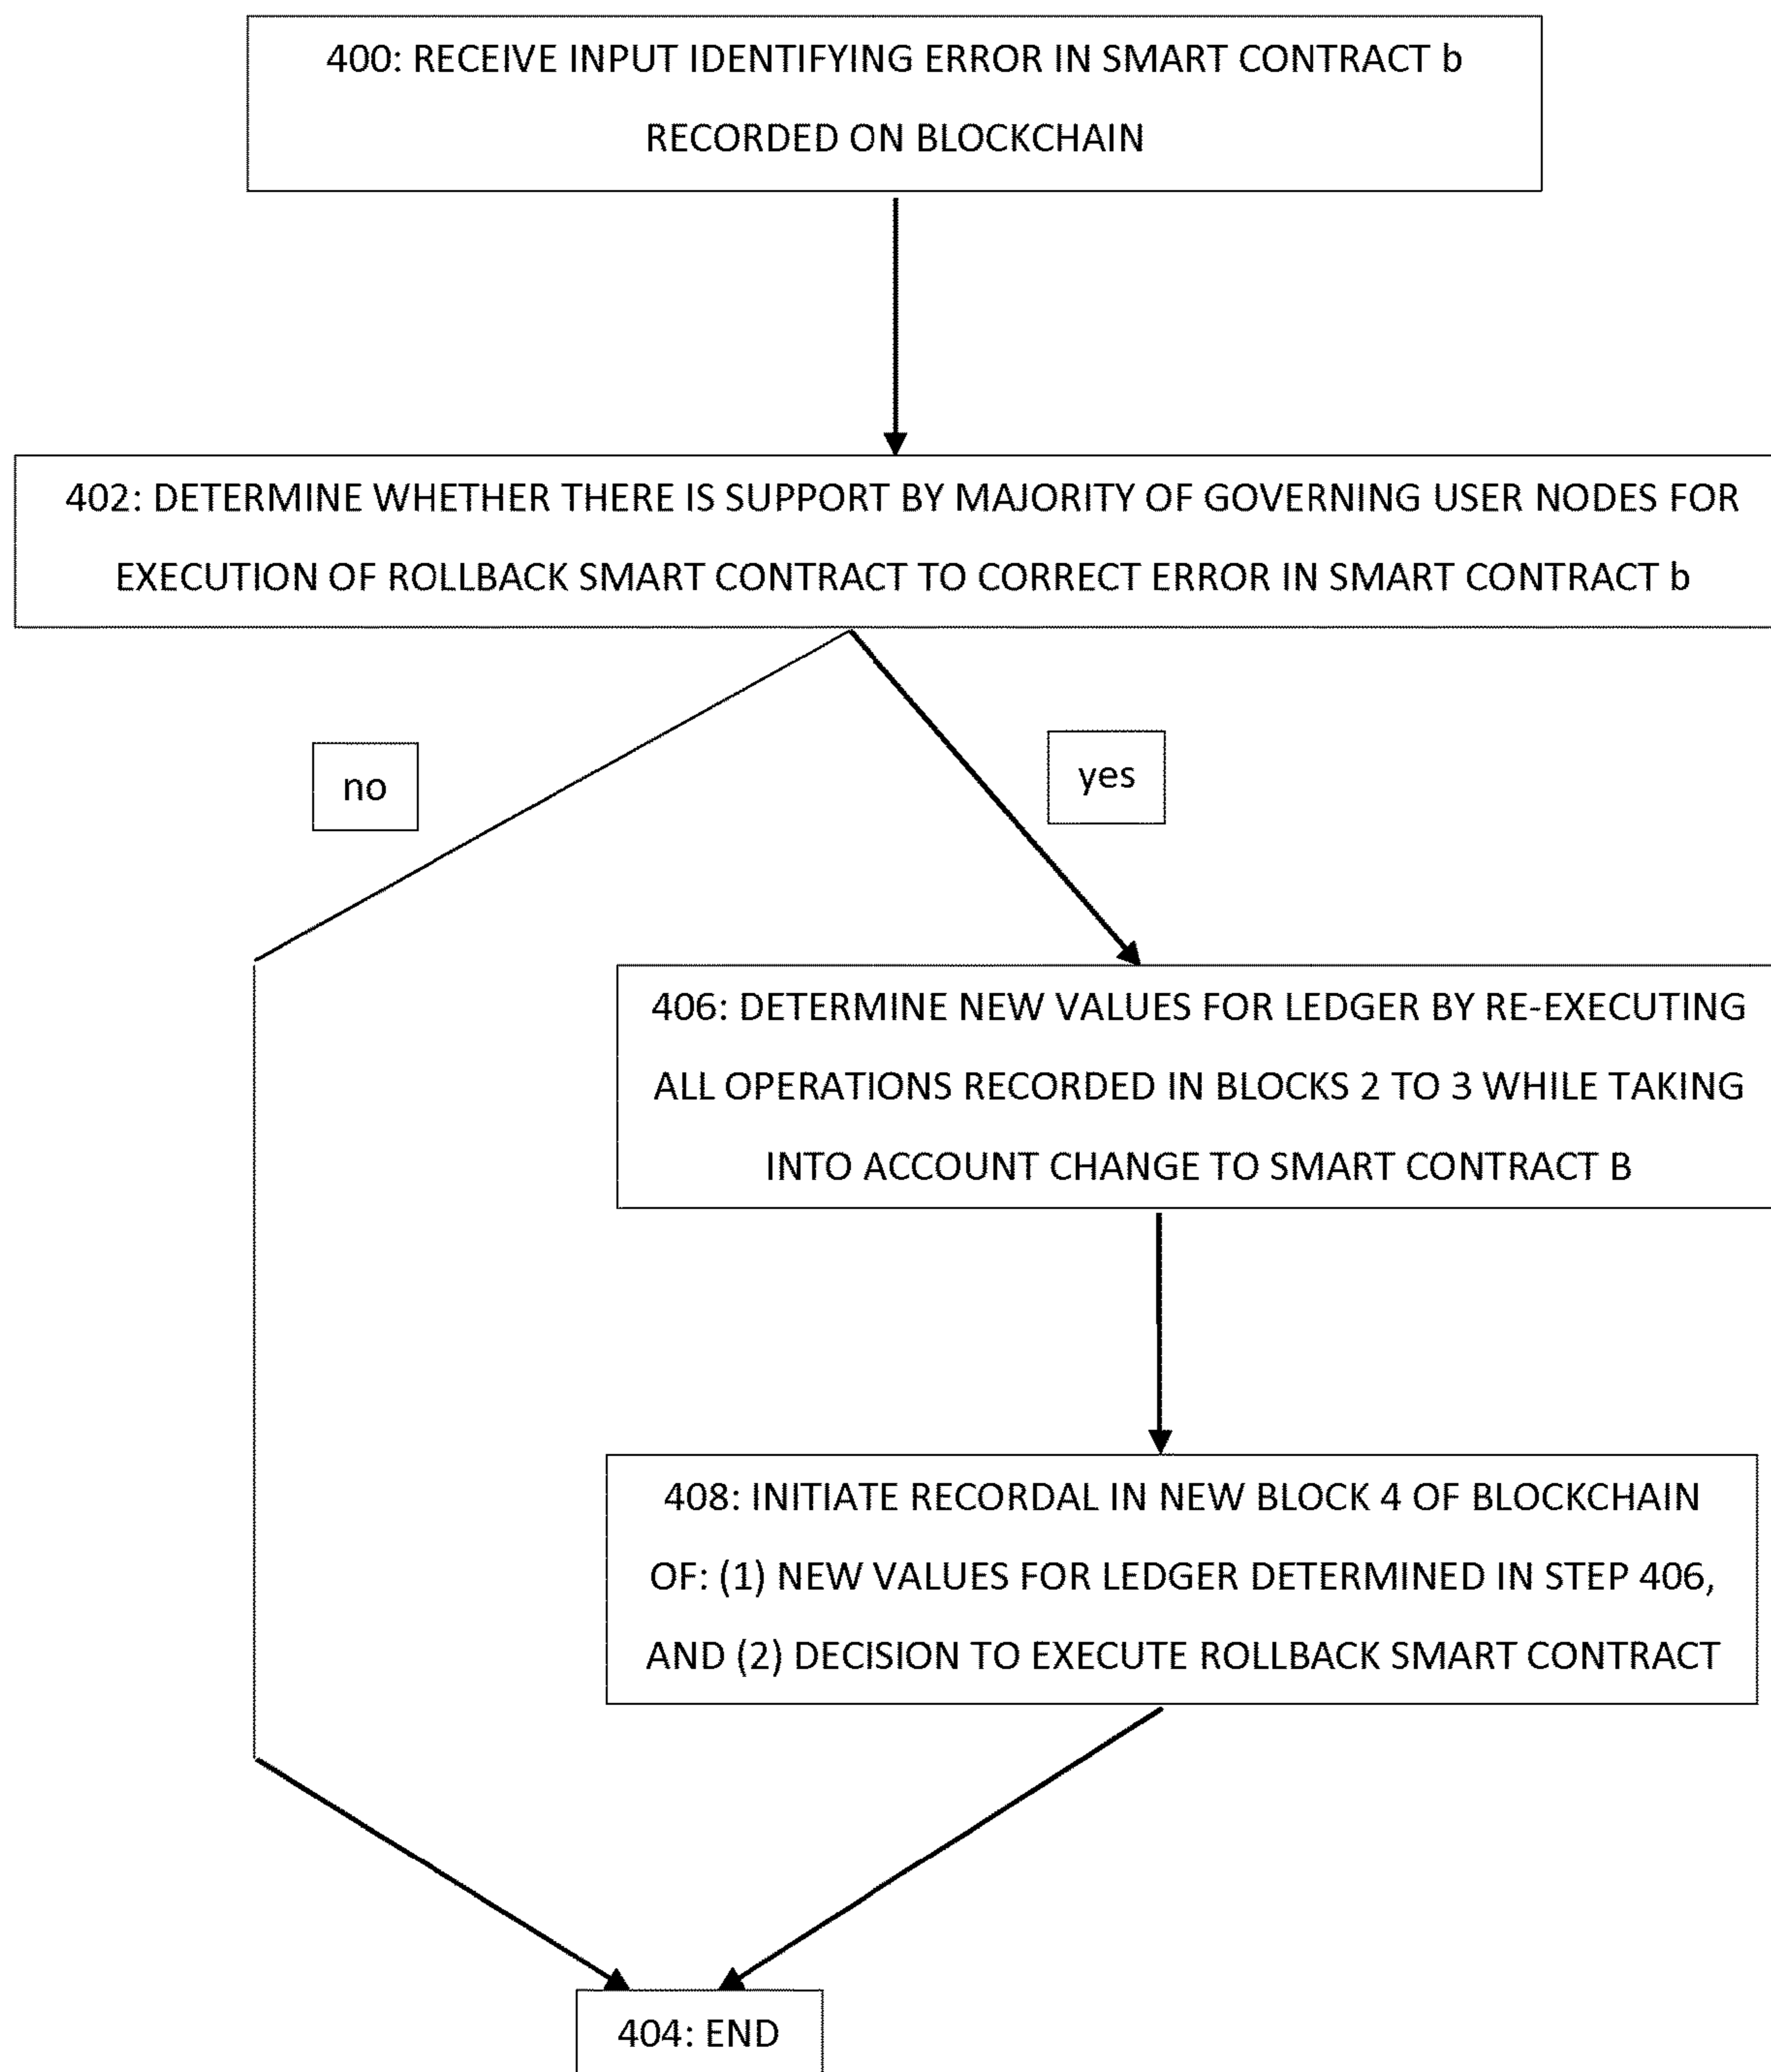 400: RECEIVE INPUT IDENTIFYING ERROR IN SMART CONTRACT b
RECORDED ON BLOCKCHAIN
402: DETERMINE WHETHER THERE IS SUPPORT BY MAJORITY OF GOVERNING USER NODES FOR
EXECUTION OF ROLLBACK SMART CONTRACT TO CORRECT ERROR IN SMART CONTRACT b
no
yes
406: DETERMINE NEW VALUES FOR LEDGER BY RE-EXECUTING
ALL OPERATIONS RECORDED IN BLOCKS 2 TO 3 WHILE TAKING
INTO ACCOUNT CHANGE TO SMART CONTRACT B
408: INITIATE RECORDAL IN NEW BLOCK 4 OF BLOCKCHAIN
OF: (1) NEW VALUES FOR LEDGER DETERMINED IN STEP 406,
AND (2) DECISION TO EXECUTE ROLLBACK SMART CONTRACT
404: END